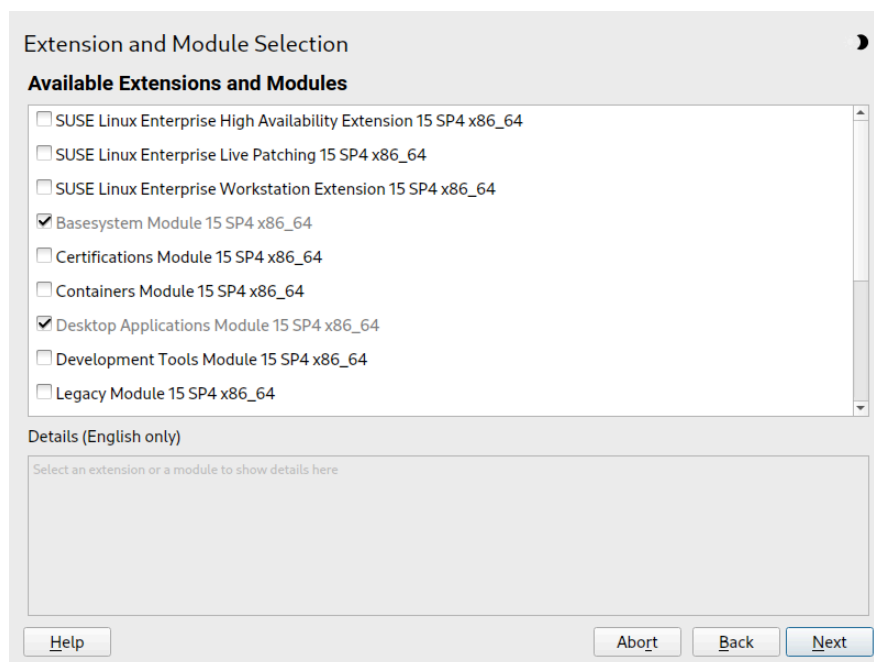 Extension and Module Selection
Available Extensions and Modules
SUSE Linux Enterprise High Availability Extension 15 SP4 x86_64
SUSE Linux Enterprise Live Patching 15 SP4 x86_64
SUSE Linux Enterprise Workstation Extension 15 SP4 x86_64
Basesystem Module 15 SP4 x86_64
Certifications Module 15 SP4 x86_64
Containers Module 15 SP4 x86_64
Desktop Applications Module 15 SP4 x86_64
Development Tools Module 15 SP4 x86_64
Legacy Module 15 SP4 x86_64
Details (English only)
Select an extension or a module to show details here
Help Abort Back Next